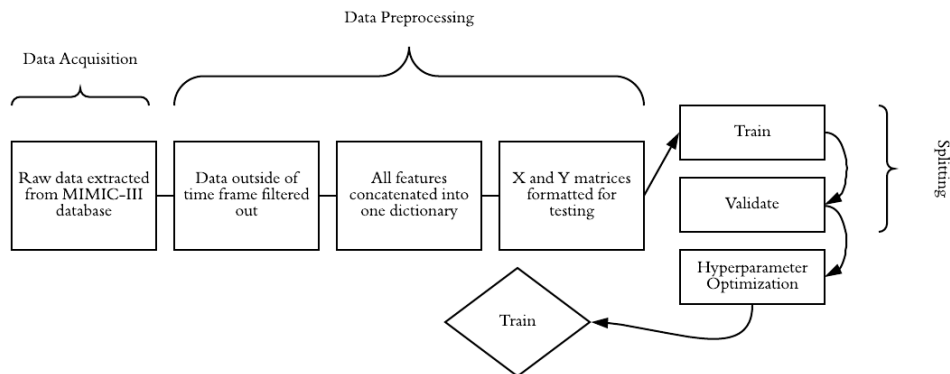 Data Preprocessing
Data Acquisition
Raw data extracted
from MIMIC-III
database
Data outside of
time frame filtered
out
All features
concatenated into
one dictionary
X and Y matrices
formatted for
testing
Train
Validate
Splitting
Hyperparameter
Optimization
Train